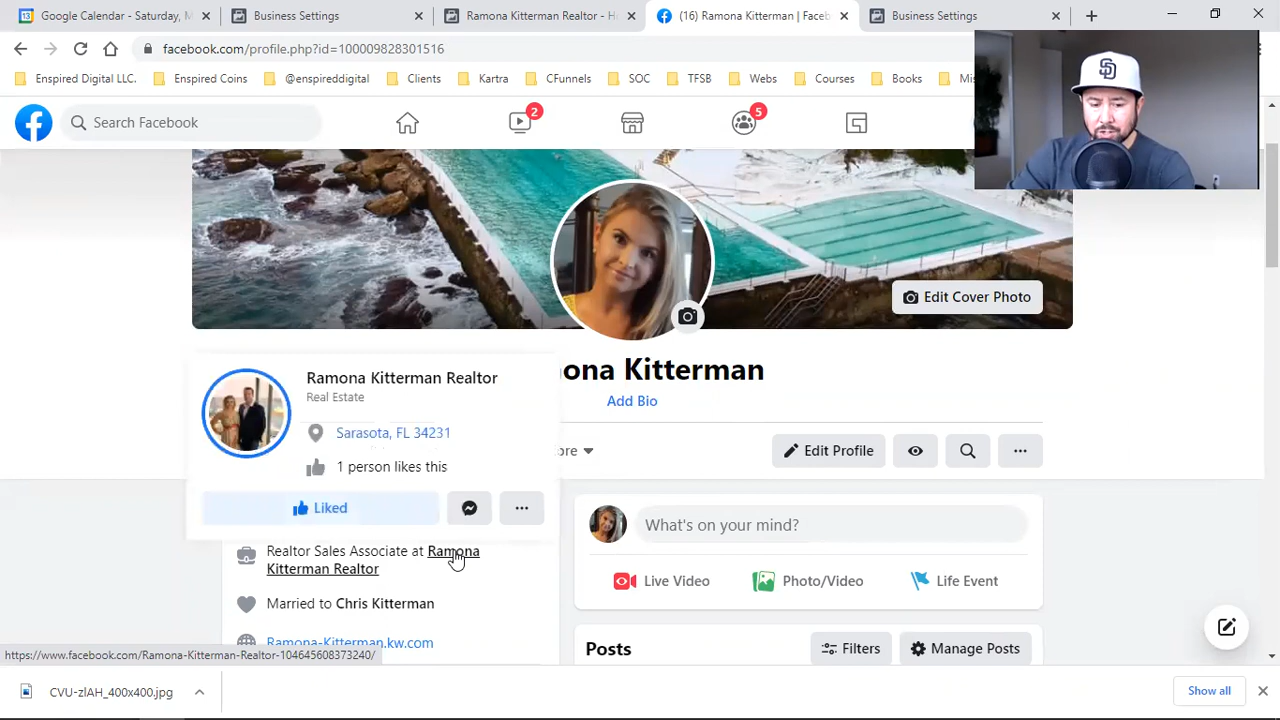 Google Calendar - Saturday, M
Business Settings
Ramona Kitterman Realtor - H
(16) Ramona Kitterman | Faceb
Business Settings
facebook.com/profile.php?id=100009828301516
Enspired Digital LLC.
Enspired Coins
@enspireddigital
Clients
Kartra
CFunnels
SOC
TFSB
Webs
Courses
Books
Mis
Search Facebook
2
5
SD
Edit Cover Photo
ona Kitterman
Add Bio
Ramona Kitterman Realtor
Real Estate
Sarasota, FL 34231
1 person likes this
Liked
ore
Edit Profile
What's on your mind?
Live Video
Photo/Video
Life Event
Realtor Sales Associate at Ramona
Kitterman Realtor
Married to Chris Kitterman
Ramona-Kitterman.kw.com
Posts
Filters
Manage Posts
https://www.facebook.com/Ramona-Kitterman-Realtor-104645608373240/
CVU-zlAH_400x400.jpg
Show all